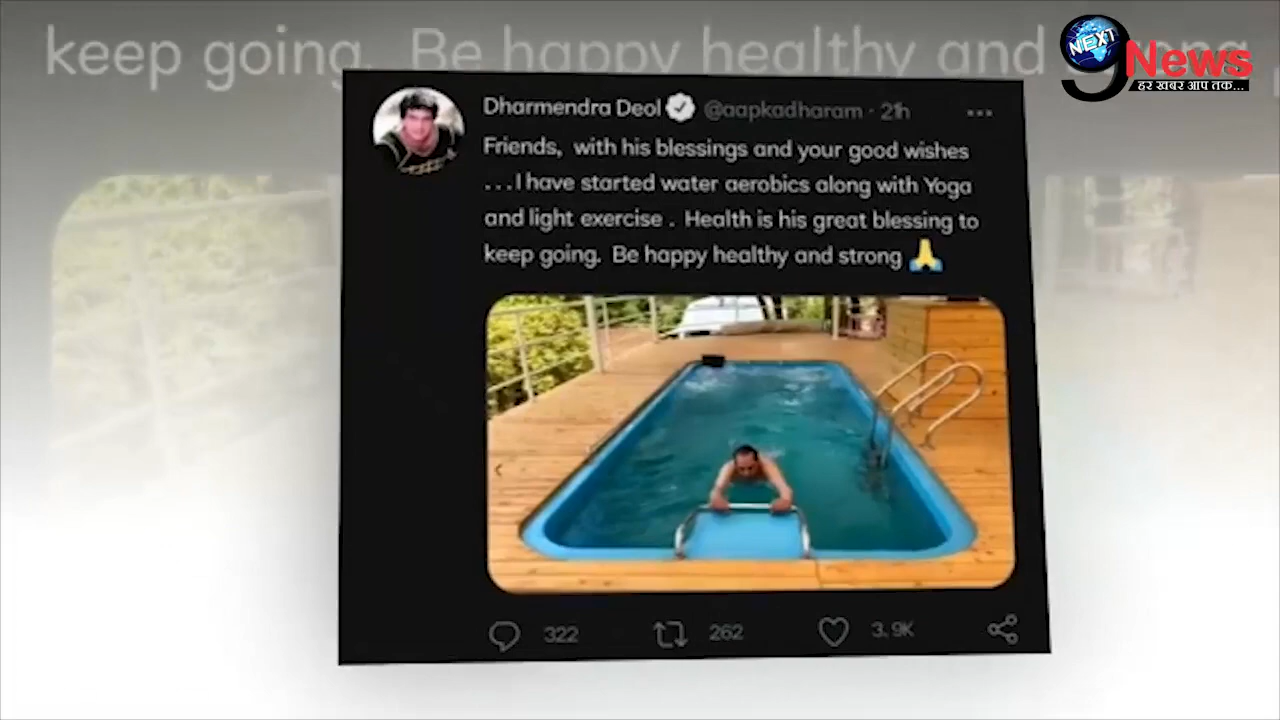 keep going. Be happy healthy and
NEXT
9 News
हर खबर आप तक...
Dharmendra Deol @aapkadharam · 21h
Friends, with his blessings and your good wishes
...I have started water aerobics along with Yoga
and light exercise . Health is his great blessing to
keep going. Be happy healthy and strong 🙏
322 262 3.9K